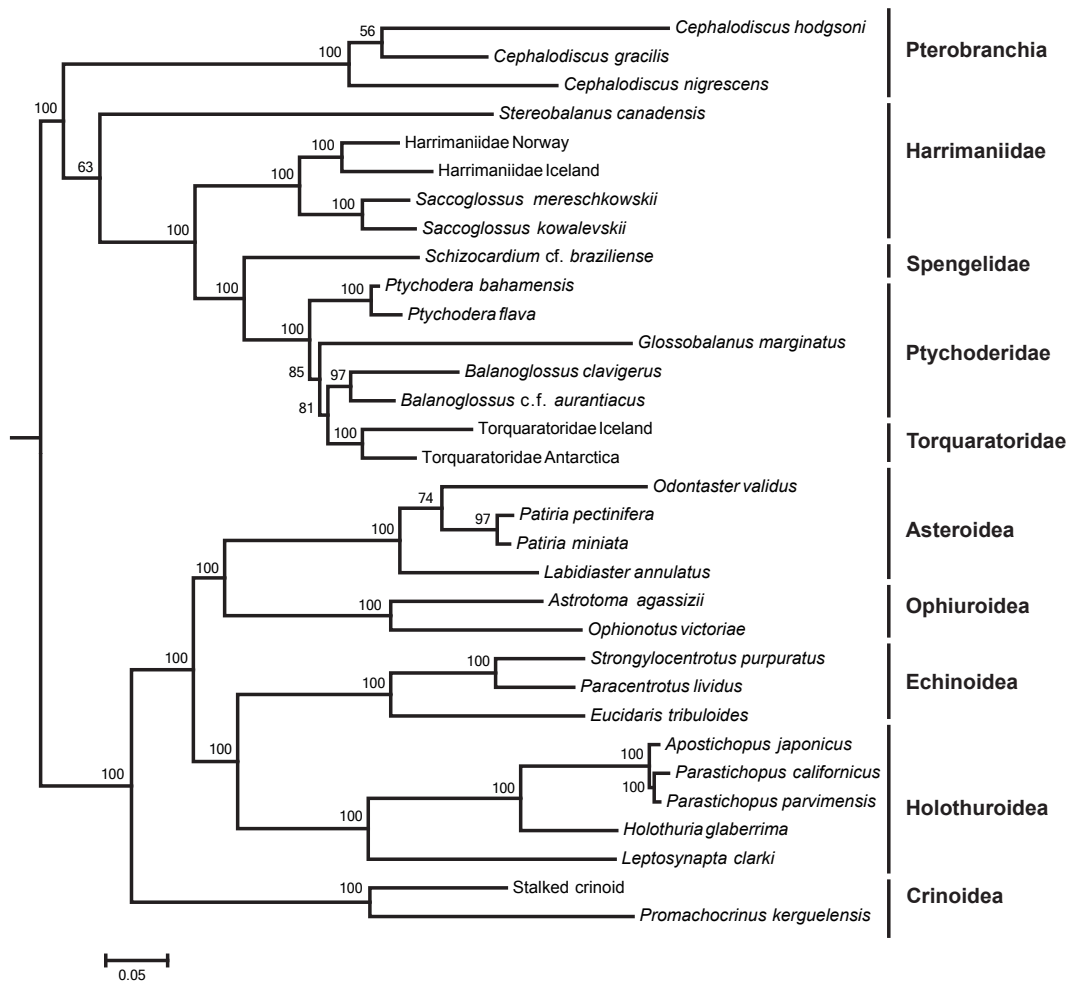 Cephalodiscus hodgsoni
56
Cephalodiscus gracilis
100
Cephalodiscus nigrescens
Pterobranchia
100
Stereobalanus canadensis
63
Harrimaniidae Norway
100
Harrimaniidae Iceland
100
Saccoglossus mereschkowskii
100
Saccoglossus kowalevskii
Harrimaniidae
100
Schizocardium cf. braziliense
Spengelidae
100
Ptychodera bahamensis
100
Ptychodera flava
100
Glossobalanus marginatus
85
Balanoglossus clavigerus
97
Balanoglossus c.f. aurantiacus
Ptychoderidae
81
Torquaratoridae Iceland
100
Torquaratoridae Antarctica
Torquaratoridae
Odontaster validus
74
Patiria pectinifera
97
Patiria miniata
100
Labidiaster annulatus
Asteroidea
100
Astrotoma agassizii
100
Ophionotus victoriae
Ophiuroidea
100
Strongylocentrotus purpuratus
100
Paracentrotus lividus
100
Eucidaris tribuloides
Echinoidea
100
Apostichopus japonicus
100
Parastichopus californicus
100
Parastichopus parvimensis
100
Holothuria glaberrima
100
Leptosynapta clarki
Holothuroidea
100
Stalked crinoid
100
Promachocrinus kerguelensis
Crinoidea
0.05